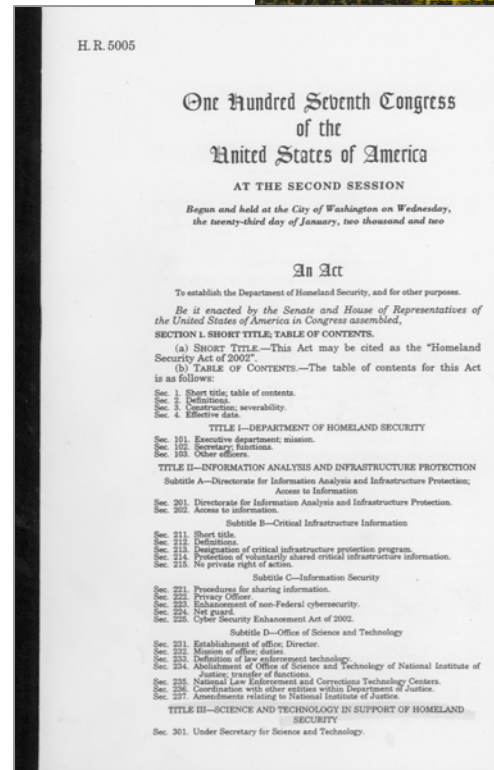 H. R. 5005
One Hundred Seventh Congress
of the
United States of America
AT THE SECOND SESSION
Begun and held at the City of Washington on Wednesday,
the twenty-third day of January, two thousand and two
An Act
To establish the Department of Homeland Security, and for other purposes.
Be it enacted by the Senate and House of Representatives of
the United States of America in Congress assembled,
SECTION 1. SHORT TITLE; TABLE OF CONTENTS.
(a) SHORT TITLE.—This Act may be cited as the "Homeland
Security Act of 2002".
(b) TABLE OF CONTENTS.—The table of contents for this Act
is as follows:
Sec. 1. Short title; table of contents.
Sec. 2. Definitions.
Sec. 3. Construction; severability.
Sec. 4. Effective date.
TITLE I—DEPARTMENT OF HOMELAND SECURITY
Sec. 101. Executive department; mission.
Sec. 102. Secretary; functions.
Sec. 103. Other officers.
TITLE II—INFORMATION ANALYSIS AND INFRASTRUCTURE PROTECTION
Subtitle A—Directorate for Information Analysis and Infrastructure Protection;
Access to Information
Sec. 201. Directorate for Information Analysis and Infrastructure Protection.
Sec. 202. Access to information.
Subtitle B—Critical Infrastructure Information
Sec. 211. Short title.
Sec. 212. Definitions.
Sec. 213. Designation of critical infrastructure protection program.
Sec. 214. Protection of voluntarily shared critical infrastructure information.
Sec. 215. No private right of action.
Subtitle C—Information Security
Sec. 221. Procedures for sharing information.
Sec. 222. Privacy Officer.
Sec. 223. Enhancement of non-Federal cybersecurity.
Sec. 224. Net guard.
Sec. 225. Cyber Security Enhancement Act of 2002.
Subtitle D—Office of Science and Technology
Sec. 231. Establishment of office; Director.
Sec. 232. Mission of office; duties.
Sec. 233. Definition of law enforcement technology.
Sec. 234. Abolishment of Office of Science and Technology of National Institute of
Justice; transfer of functions.
Sec. 235. National Law Enforcement and Corrections Technology Centers.
Sec. 236. Coordination with other entities within Department of Justice.
Sec. 237. Amendments relating to National Institute of Justice.
TITLE III—SCIENCE AND TECHNOLOGY IN SUPPORT OF HOMELAND
SECURITY
Sec. 301. Under Secretary for Science and Technology.